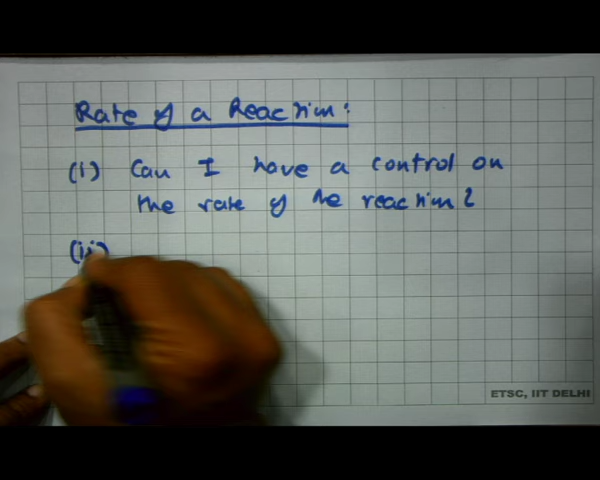 Rate of a Reaction:
(i) Can I have a control on
the rate of the reaction?
(ii)
ETSC, IIT DELHI